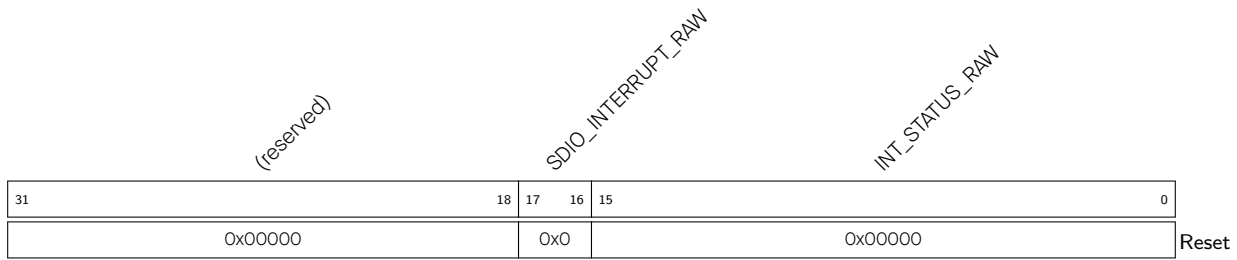 (reserved) SDIO_INTERRUPT_RAW INT_STATUS_RAW
31 18 17 16 15 0
0x00000 0x0 0x00000 Reset